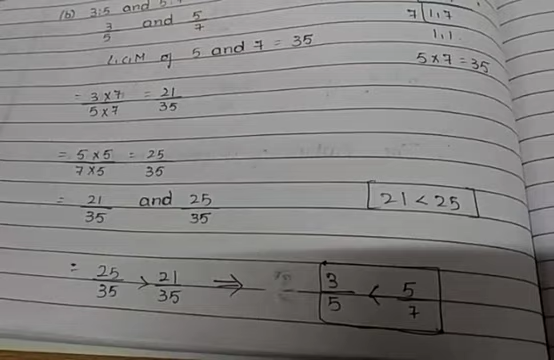 (b) 3:5 and 5:7
3/5 and 5/7
7 | 1,7
1,1
L.C.M of 5 and 7 = 35
5 x 7 = 35
= 3 x 7 / 5 x 7 = 21/35
= 5 x 5 / 7 x 5 = 25/35
= 21/35 and 25/35
21 < 25
= 25/35 > 21/35 ⇒ 3/5 < 5/7